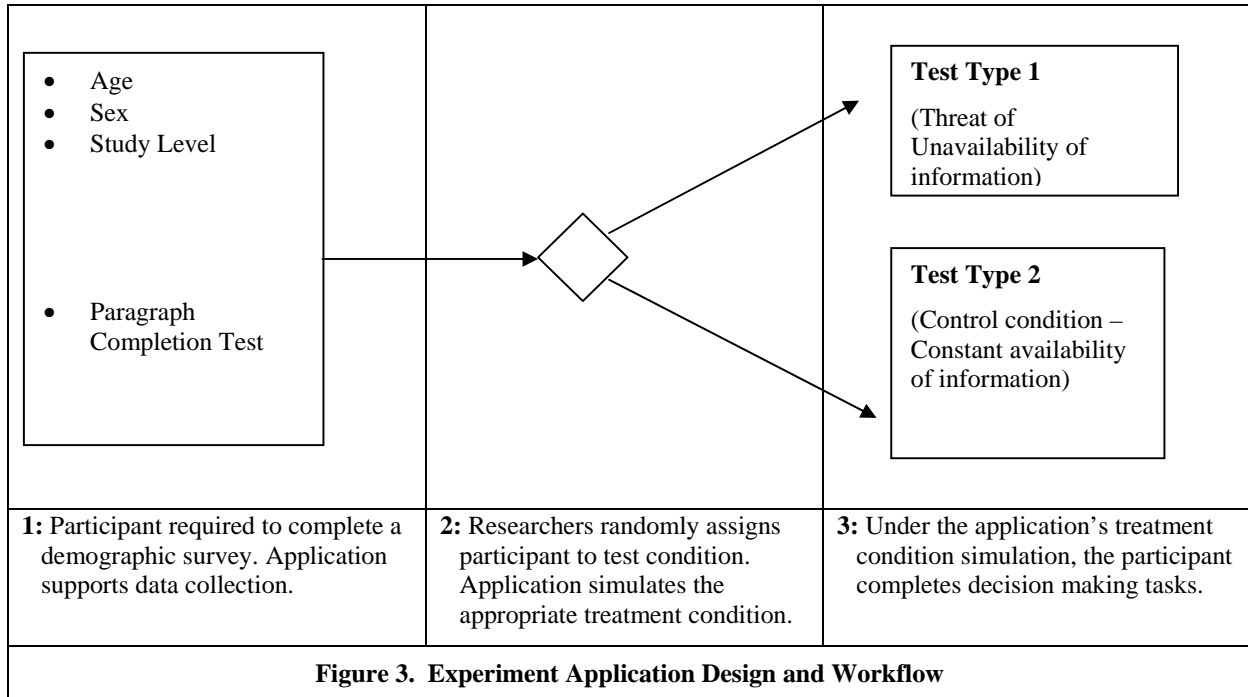 • Age
• Sex
• Study Level
• Paragraph
Completion Test
Test Type 1
(Threat of
Unavailability of
information)
Test Type 2
(Control condition –
Constant availability
of information)
1: Participant required to complete a
demographic survey. Application
supports data collection.
2: Researchers randomly assigns
participant to test condition.
Application simulates the
appropriate treatment condition.
3: Under the application’s treatment
condition simulation, the participant
completes decision making tasks.
Figure 3. Experiment Application Design and Workflow